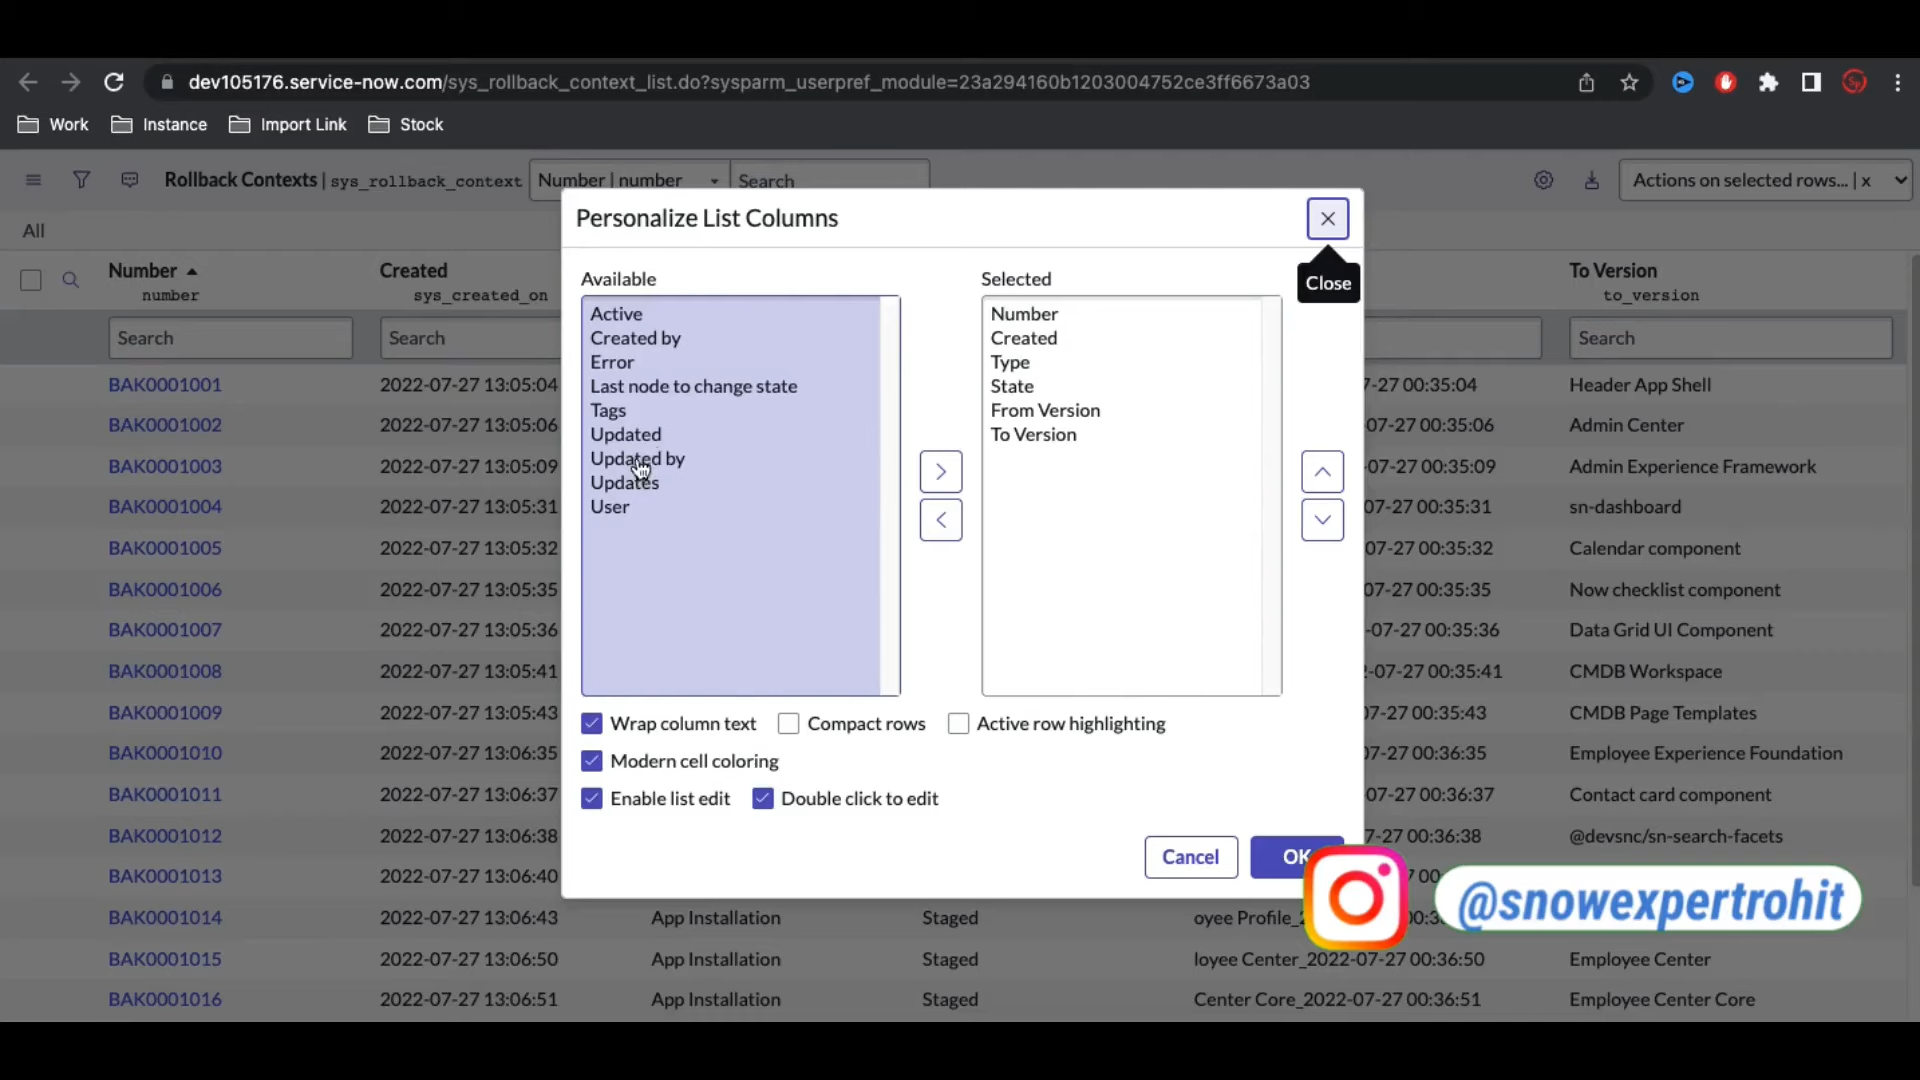 dev105176.service-now.com/sys_rollback_context_list.do?sysparm_userpref_module=23a294160b1203004752ce3ff6673a03
Work Instance Import Link Stock
Rollback Contexts | sys_rollback_context Number | number Search Actions on selected rows... | x
All
Personalize List Columns
Close
Number
number
Created
sys_created_on
To Version
to_version
Search Search Search
Available
Active
Created by
Error
Last node to change state
Tags
Updated
Updated by
Updates
User
Selected
Number
Created
Type
State
From Version
To Version
Wrap column text Compact rows Active row highlighting
Modern cell coloring
Enable list edit Double click to edit
Cancel OK
BAK0001001 2022-07-27 13:05:04 7-27 00:35:04 Header App Shell
BAK0001002 2022-07-27 13:05:06 07-27 00:35:06 Admin Center
BAK0001003 2022-07-27 13:05:09 07-27 00:35:09 Admin Experience Framework
BAK0001004 2022-07-27 13:05:31 07-27 00:35:31 sn-dashboard
BAK0001005 2022-07-27 13:05:32 07-27 00:35:32 Calendar component
BAK0001006 2022-07-27 13:05:35 07-27 00:35:35 Now checklist component
BAK0001007 2022-07-27 13:05:36 -07-27 00:35:36 Data Grid UI Component
BAK0001008 2022-07-27 13:05:41 -07-27 00:35:41 CMDB Workspace
BAK0001009 2022-07-27 13:05:43 07-27 00:35:43 CMDB Page Templates
BAK0001010 2022-07-27 13:06:35 07-27 00:36:35 Employee Experience Foundation
BAK0001011 2022-07-27 13:06:37 07-27 00:36:37 Contact card component
BAK0001012 2022-07-27 13:06:38 7-27 00:36:38 @devsnc/sn-search-facets
BAK0001013 2022-07-27 13:06:40
BAK0001014 2022-07-27 13:06:43 App Installation Staged oyee Profile_
BAK0001015 2022-07-27 13:06:50 App Installation Staged loyee Center_2022-07-27 00:36:50 Employee Center
BAK0001016 2022-07-27 13:06:51 App Installation Staged Center Core_2022-07-27 00:36:51 Employee Center Core
@snowexpertrohit